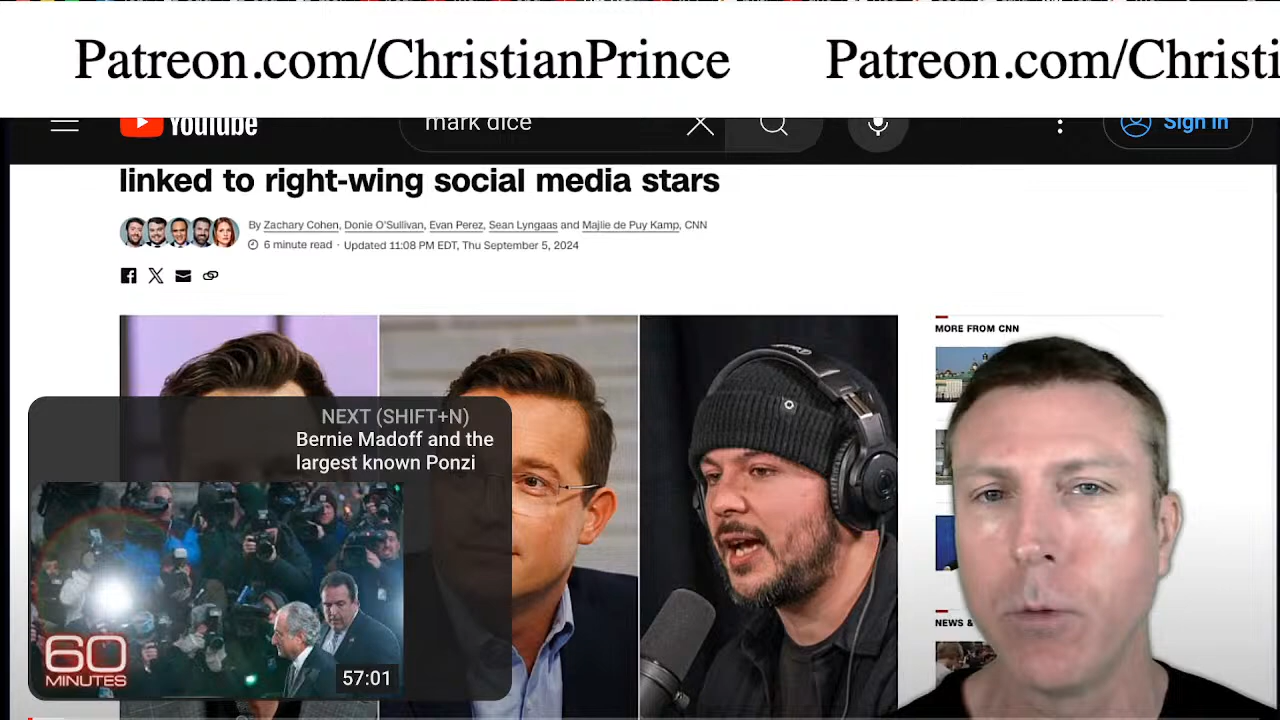 Patreon.com/ChristianPrince Patreon.com/Christi
YouTube mark dice Sign in
linked to right-wing social media stars
By Zachary Cohen, Donie O'Sullivan, Evan Perez, Sean Lyngaas and Majlie de Puy Kamp, CNN
6 minute read · Updated 11:08 PM EDT, Thu September 5, 2024
MORE FROM CNN
NEXT (SHIFT+N)
Bernie Madoff and the
largest known Ponzi
60
MINUTES
57:01
NEWS &